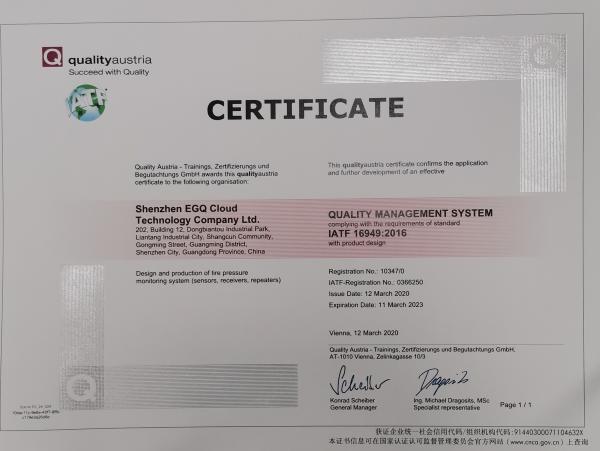 qualityaustria
Succeed with Quality
IATF
CERTIFICATE
Quality Austria - Trainings, Zertifizierungs und
Begutachtungs GmbH awards this qualityaustria
certificate to the following organisation:
This qualityaustria certificate confirms the application
and further development of an effective
Shenzhen EGQ Cloud
Technology Company Ltd.
202, Building 12, Dongbiantou Industrial Park,
Liantang Industrial City, Shangcun Community,
Gongming Street, Guangming District,
Shenzhen City, Guangdong Province, China
QUALITY MANAGEMENT SYSTEM
complying with the requirements of standard
IATF 16949:2016
with product design
Design and production of tire pressure
monitoring system (sensors, receivers, repeaters)
Registration No.: 10347/0
IATF-Registration No.: 0366250
Issue Date: 12 March 2020
Expiration Date: 11 March 2023
Vienna, 12 March 2020
Quality Austria - Trainings, Zertifizierungs und Begutachtungs GmbH,
AT-1010 Vienna, Zelinkagasse 10/3
Scheiber
Dragosits
Konrad Scheiber
General Manager
Ing. Michael Dragosits, MSc
Specialist representative
Page 1 / 1
获证企业统一社会信用代码/组织机构代码:91440300071104632X
本证书信息可在国家认证认可监督管理委员会官方网站（www.cnca.gov.cn）上查询